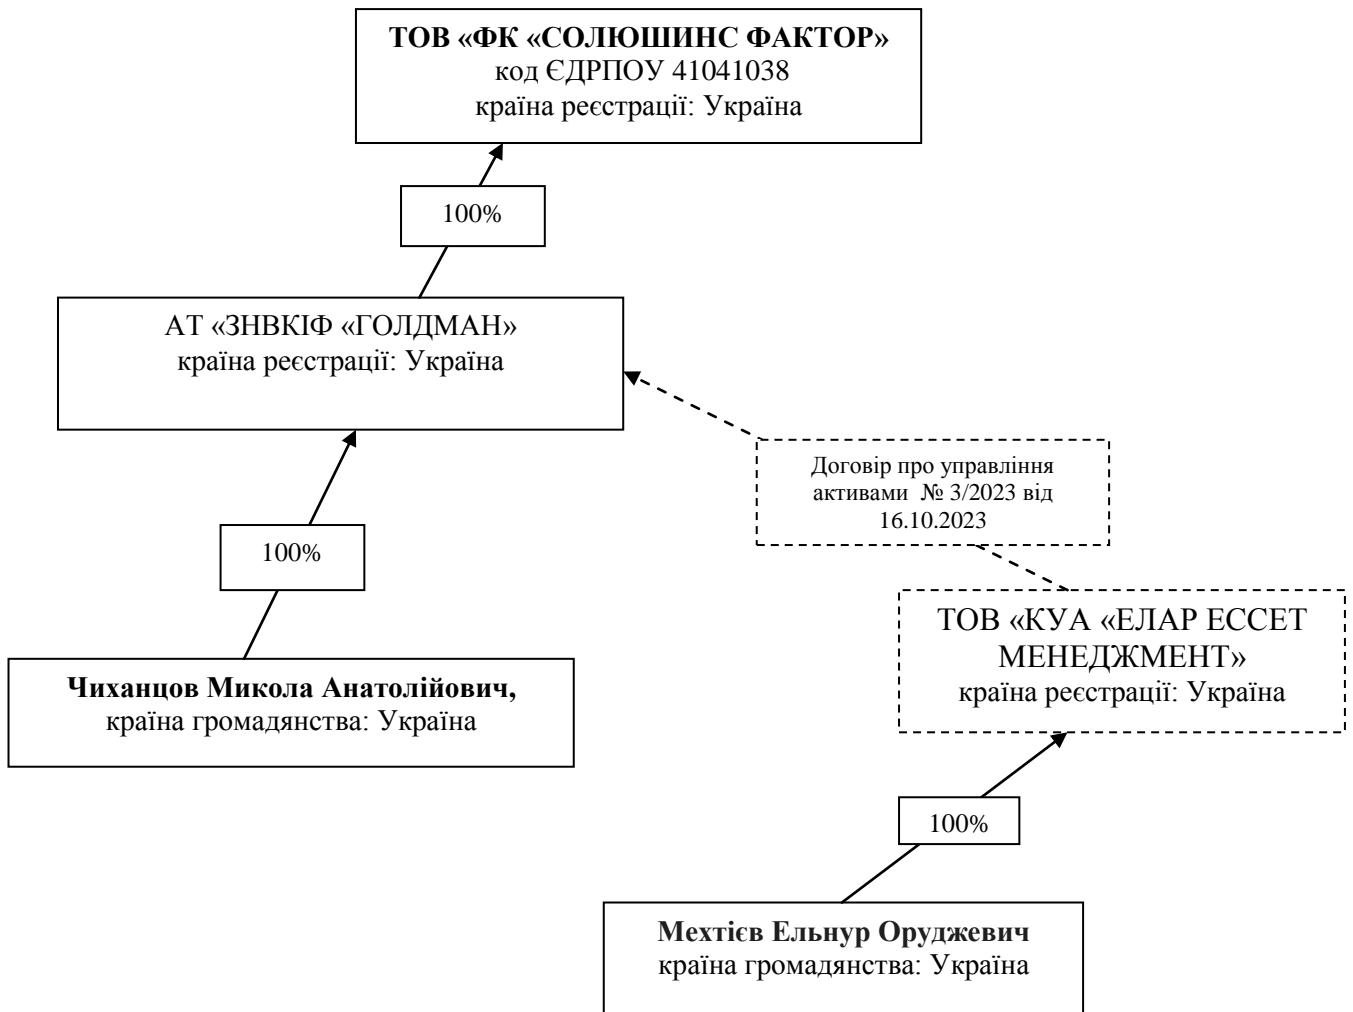 ТОВ «ФК «СОЛЮШИНС ФАКТОР»
код ЄДРПОУ 41041038
країна реєстрації: Україна
100%
АТ «ЗНВКІФ «ГОЛДМАН»
країна реєстрації: Україна
Договір про управління
активами № 3/2023 від
16.10.2023
100%
ТОВ «КУА «ЕЛАР ЕССЕТ
МЕНЕДЖМЕНТ»
країна реєстрації: Україна
Чиханцов Микола Анатолійович,
країна громадянства: Україна
100%
Мехтієв Ельнур Оруджевич
країна громадянства: Україна